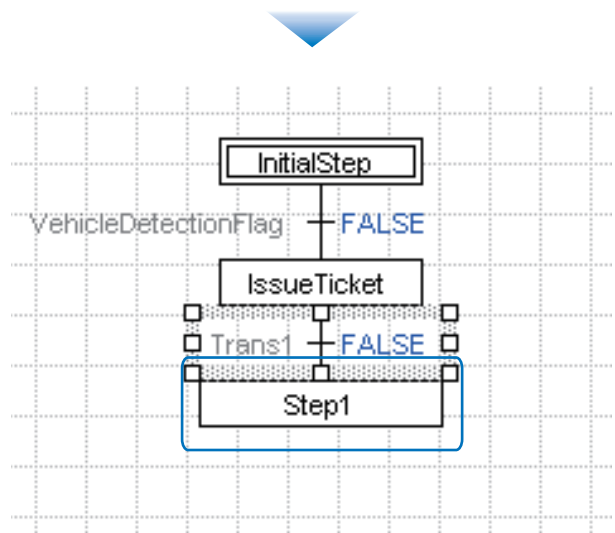 InitialStep
VehicleDetectionFlag FALSE
IssueTicket
Trans1 FALSE
Step1